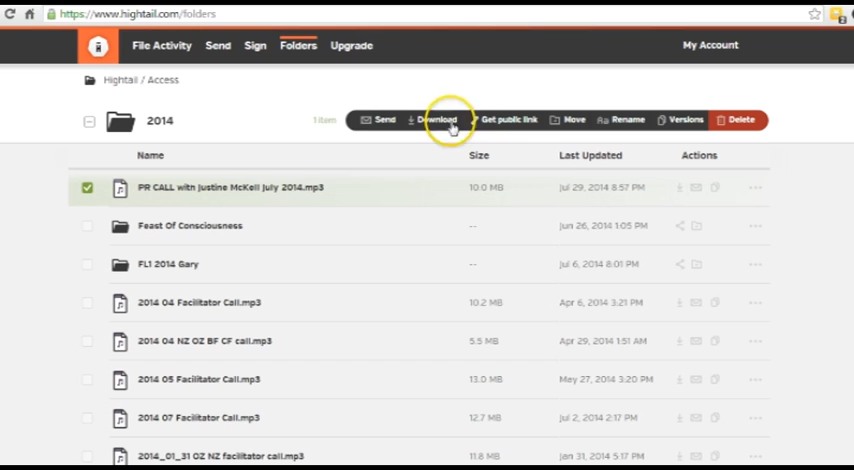 https://www.hightail.com/folders
File Activity Send Sign Folders Upgrade My Account
Hightail / Access
2014 1 item Send Download Get public link Move Aa Rename Versions Delete
Name Size Last Updated Actions
PR CALL with Justine McKell July 2014.mp3 10.0 MB Jul 29, 2014 8:57 PM
Feast Of Consciousness -- Jun 26, 2014 1:05 PM
FL1 2014 Gary -- Jul 6, 2014 8:01 PM
2014 04 Facilitator Call.mp3 10.2 MB Apr 6, 2014 3:21 PM
2014 04 NZ OZ BF CF call.mp3 5.5 MB Apr 29, 2014 1:51 AM
2014 05 Facilitator Call.mp3 13.0 MB May 27, 2014 3:20 PM
2014 07 Facilitator Call.mp3 12.7 MB Jul 2, 2014 2:17 PM
2014_01_31 OZ NZ facilitator call.mp3 11.8 MB Jan 31, 2014 5:17 PM